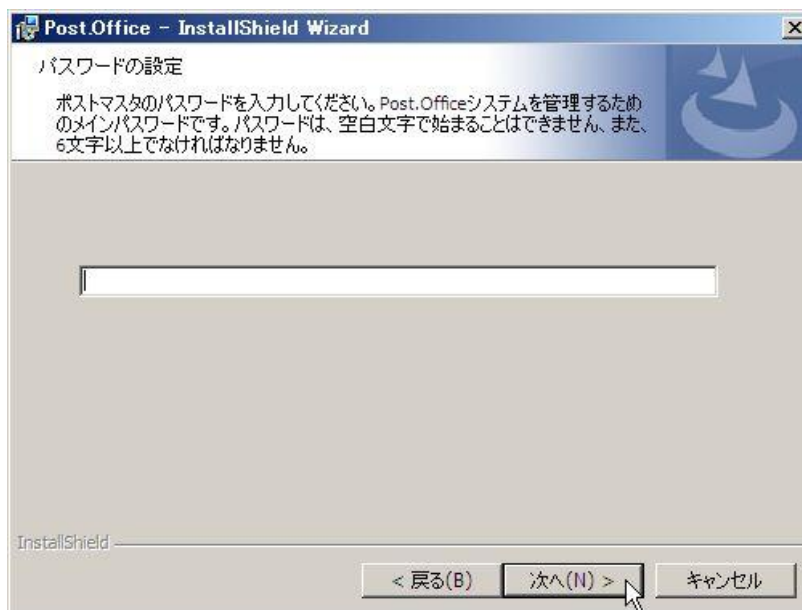 Post.Office - InstallShield Wizard
パスワードの設定
ポストマスタのパスワードを入力してください。Post.Officeシステムを管理するため
のメインパスワードです。パスワードは、空白文字で始まることはできません、また、
6文字以上でなければなりません。
InstallShield
< 戻る(B)
次へ(N) >
キャンセル